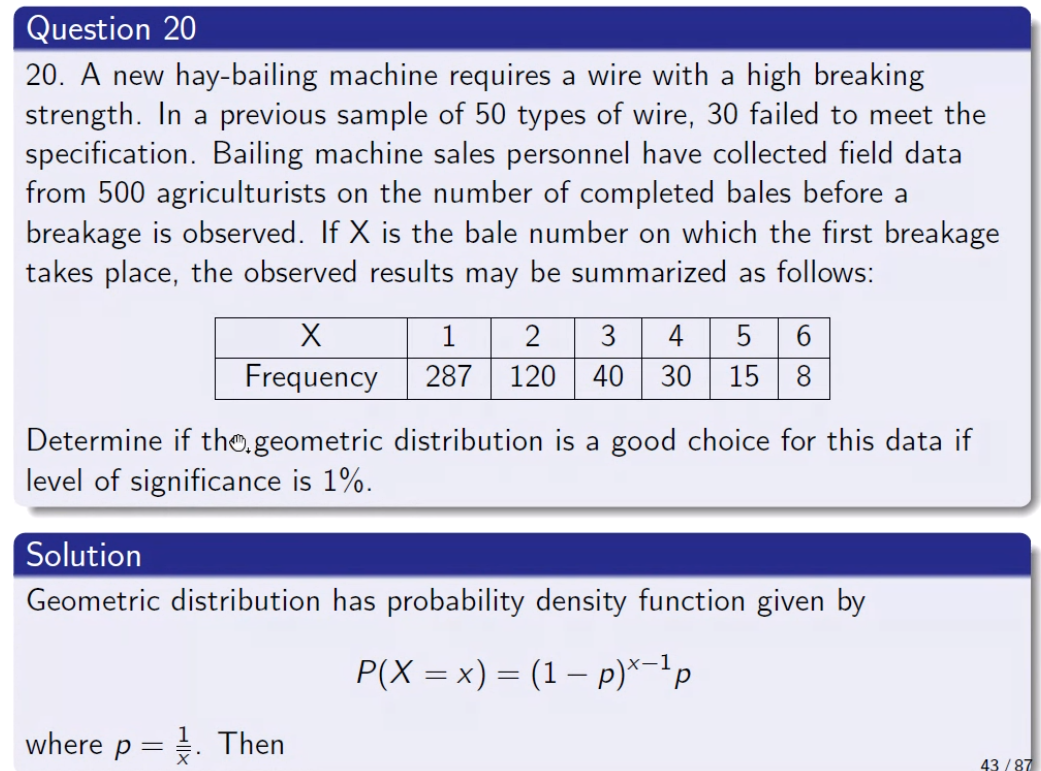 Question 20
20. A new hay-bailing machine requires a wire with a high breaking
strength. In a previous sample of 50 types of wire, 30 failed to meet the
specification. Bailing machine sales personnel have collected field data
from 500 agriculturists on the number of completed bales before a
breakage is observed. If X is the bale number on which the first breakage
takes place, the observed results may be summarized as follows:
X 1 2 3 4 5 6
Frequency 287 120 40 30 15 8
Determine if the geometric distribution is a good choice for this data if
level of significance is 1%.
Solution
Geometric distribution has probability density function given by
P(X = x) = (1 − p)^{x−1}p
where p = 1/x̄. Then
43 / 87